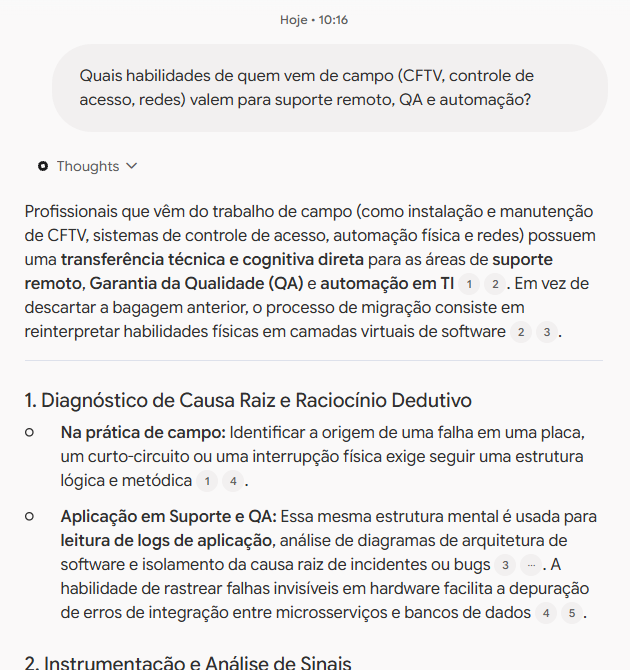 Hoje • 10:16
Quais habilidades de quem vem de campo (CFTV, controle de
acesso, redes) valem para suporte remoto, QA e automação?
Thoughts
Profissionais que vêm do trabalho de campo (como instalação e manutenção
de CFTV, sistemas de controle de acesso, automação física e redes) possuem
uma transferência técnica e cognitiva direta para as áreas de suporte
remoto, Garantia da Qualidade (QA) e automação em TI 1 2 . Em vez de
descartar a bagagem anterior, o processo de migração consiste em
reinterpretar habilidades físicas em camadas virtuais de software 2 3 .
1. Diagnóstico de Causa Raiz e Raciocínio Dedutivo
Na prática de campo: Identificar a origem de uma falha em uma placa,
um curto-circuito ou uma interrupção física exige seguir uma estrutura
lógica e metódica 1 4 .
Aplicação em Suporte e QA: Essa mesma estrutura mental é usada para
leitura de logs de aplicação, análise de diagramas de arquitetura de
software e isolamento da causa raiz de incidentes ou bugs 3 ... . A
habilidade de rastrear falhas invisíveis em hardware facilita a depuração
de erros de integração entre microsserviços e bancos de dados 4 5 .
2. Instrumentação e Análise de Sinais